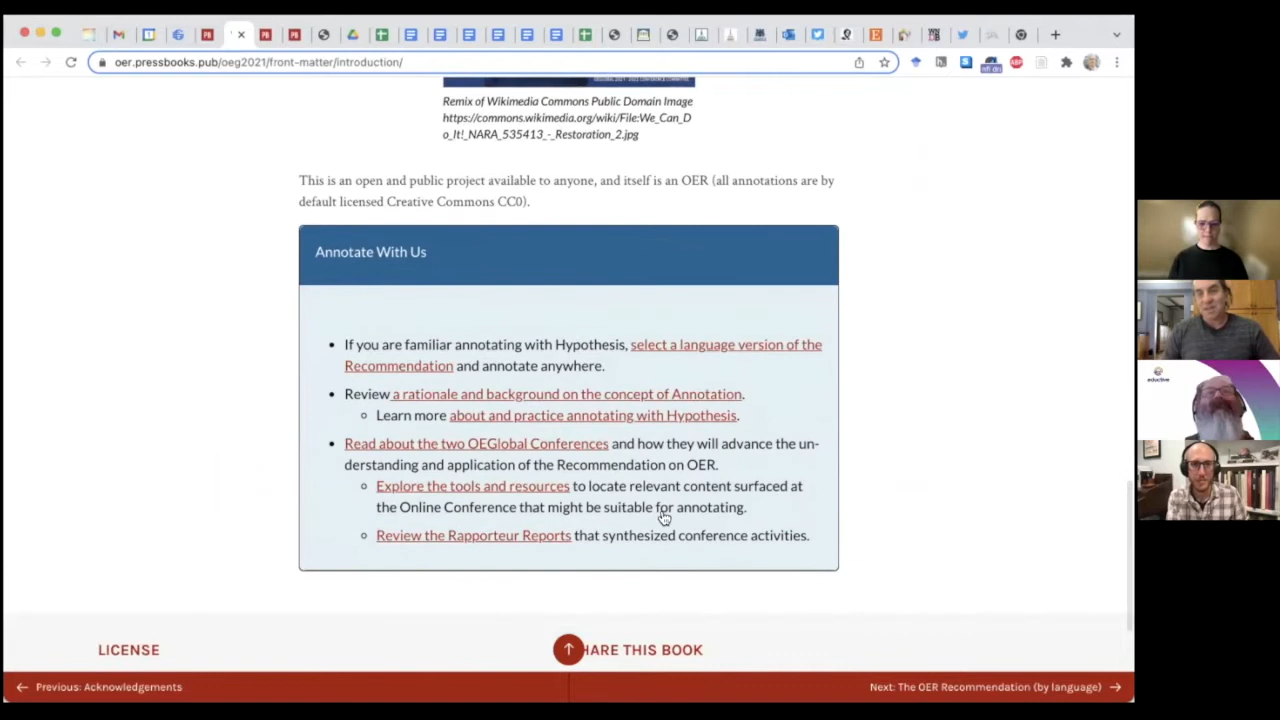 oer.pressbooks.pub/oeg2021/front-matter/introduction/
Remix of Wikimedia Commons Public Domain Image
https://commons.wikimedia.org/wiki/File:We_Can_D
o_It!_NARA_535413_-_Restoration_2.jpg
This is an open and public project available to anyone, and itself is an OER (all annotations are by
default licensed Creative Commons CC0).
Annotate With Us
• If you are familiar annotating with Hypothesis, select a language version of the
Recommendation and annotate anywhere.
• Review a rationale and background on the concept of Annotation.
Learn more about and practice annotating with Hypothesis.
• Read about the two OEGlobal Conferences and how they will advance the un-
derstanding and application of the Recommendation on OER.
Explore the tools and resources to locate relevant content surfaced at
the Online Conference that might be suitable for annotating.
Review the Rapporteur Reports that synthesized conference activities.
LICENSE
HARE THIS BOOK
← Previous: Acknowledgements
Next: The OER Recommendation (by language) →
eductive